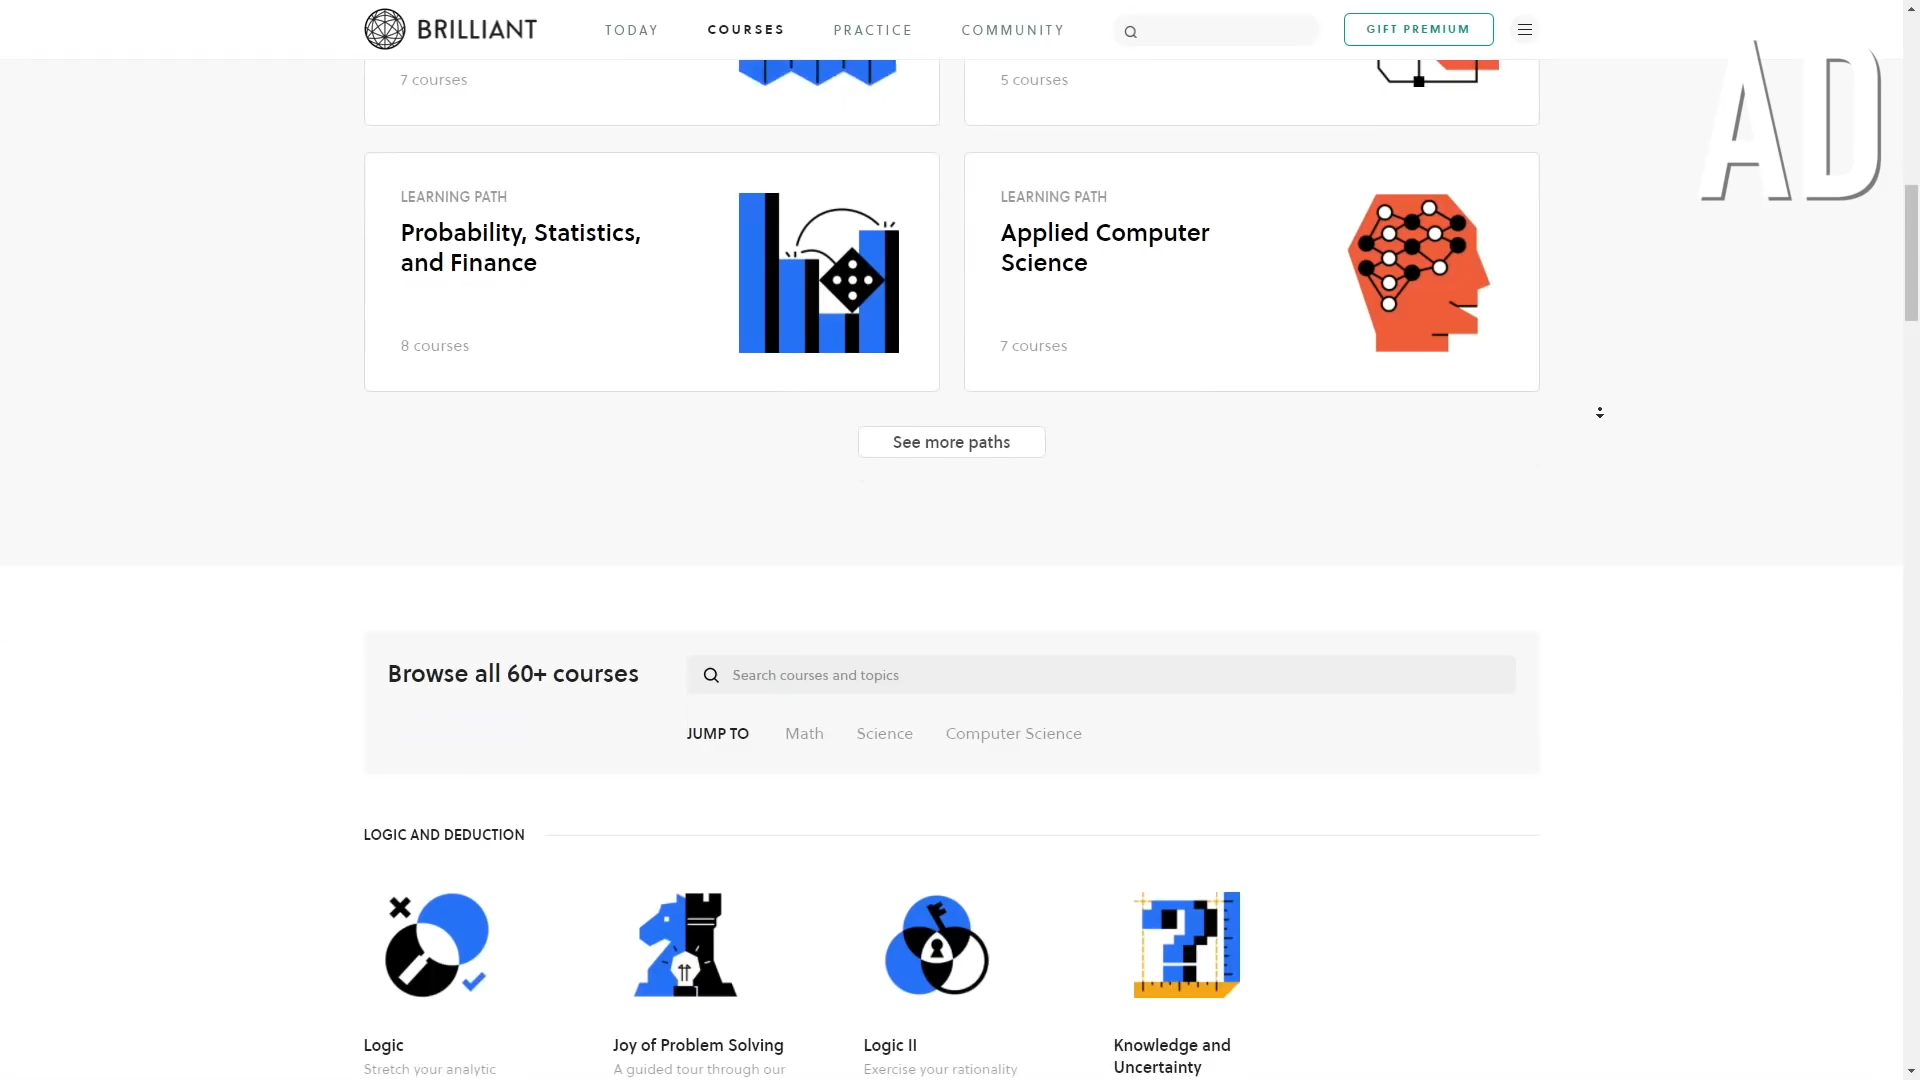 BRILLIANT
TODAY
COURSES
PRACTICE
COMMUNITY
GIFT PREMIUM
AD
7 courses
5 courses
LEARNING PATH
Probability, Statistics,
and Finance
8 courses
LEARNING PATH
Applied Computer
Science
7 courses
See more paths
Browse all 60+ courses
Search courses and topics
JUMP TO
Math
Science
Computer Science
LOGIC AND DEDUCTION
Logic
Stretch your analytic
Joy of Problem Solving
A guided tour through our
Logic II
Exercise your rationality
Knowledge and
Uncertainty